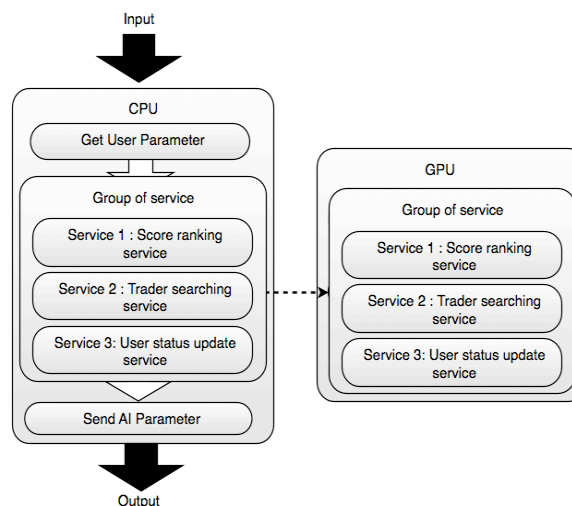 Input
CPU
Get User Parameter
Group of service
Service 1 : Score ranking
service
Service 2 : Trader searching
service
Service 3: User status update
service
Send AI Parameter
Output
GPU
Group of service
Service 1 : Score ranking
service
Service 2 : Trader searching
service
Service 3: User status update
service